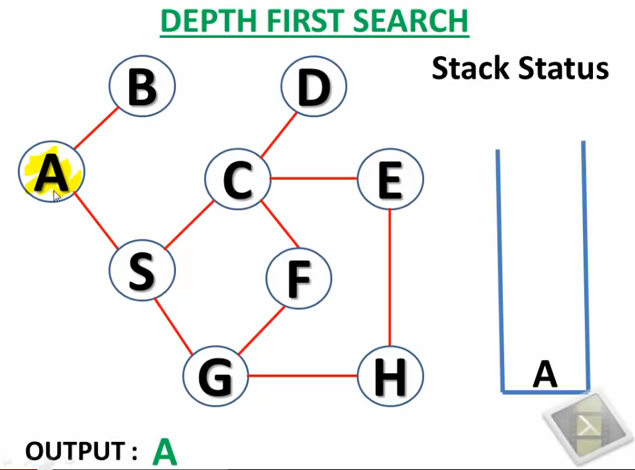 DEPTH FIRST SEARCH
Stack Status
B
D
A
C
E
S
F
G
H
A
OUTPUT : A